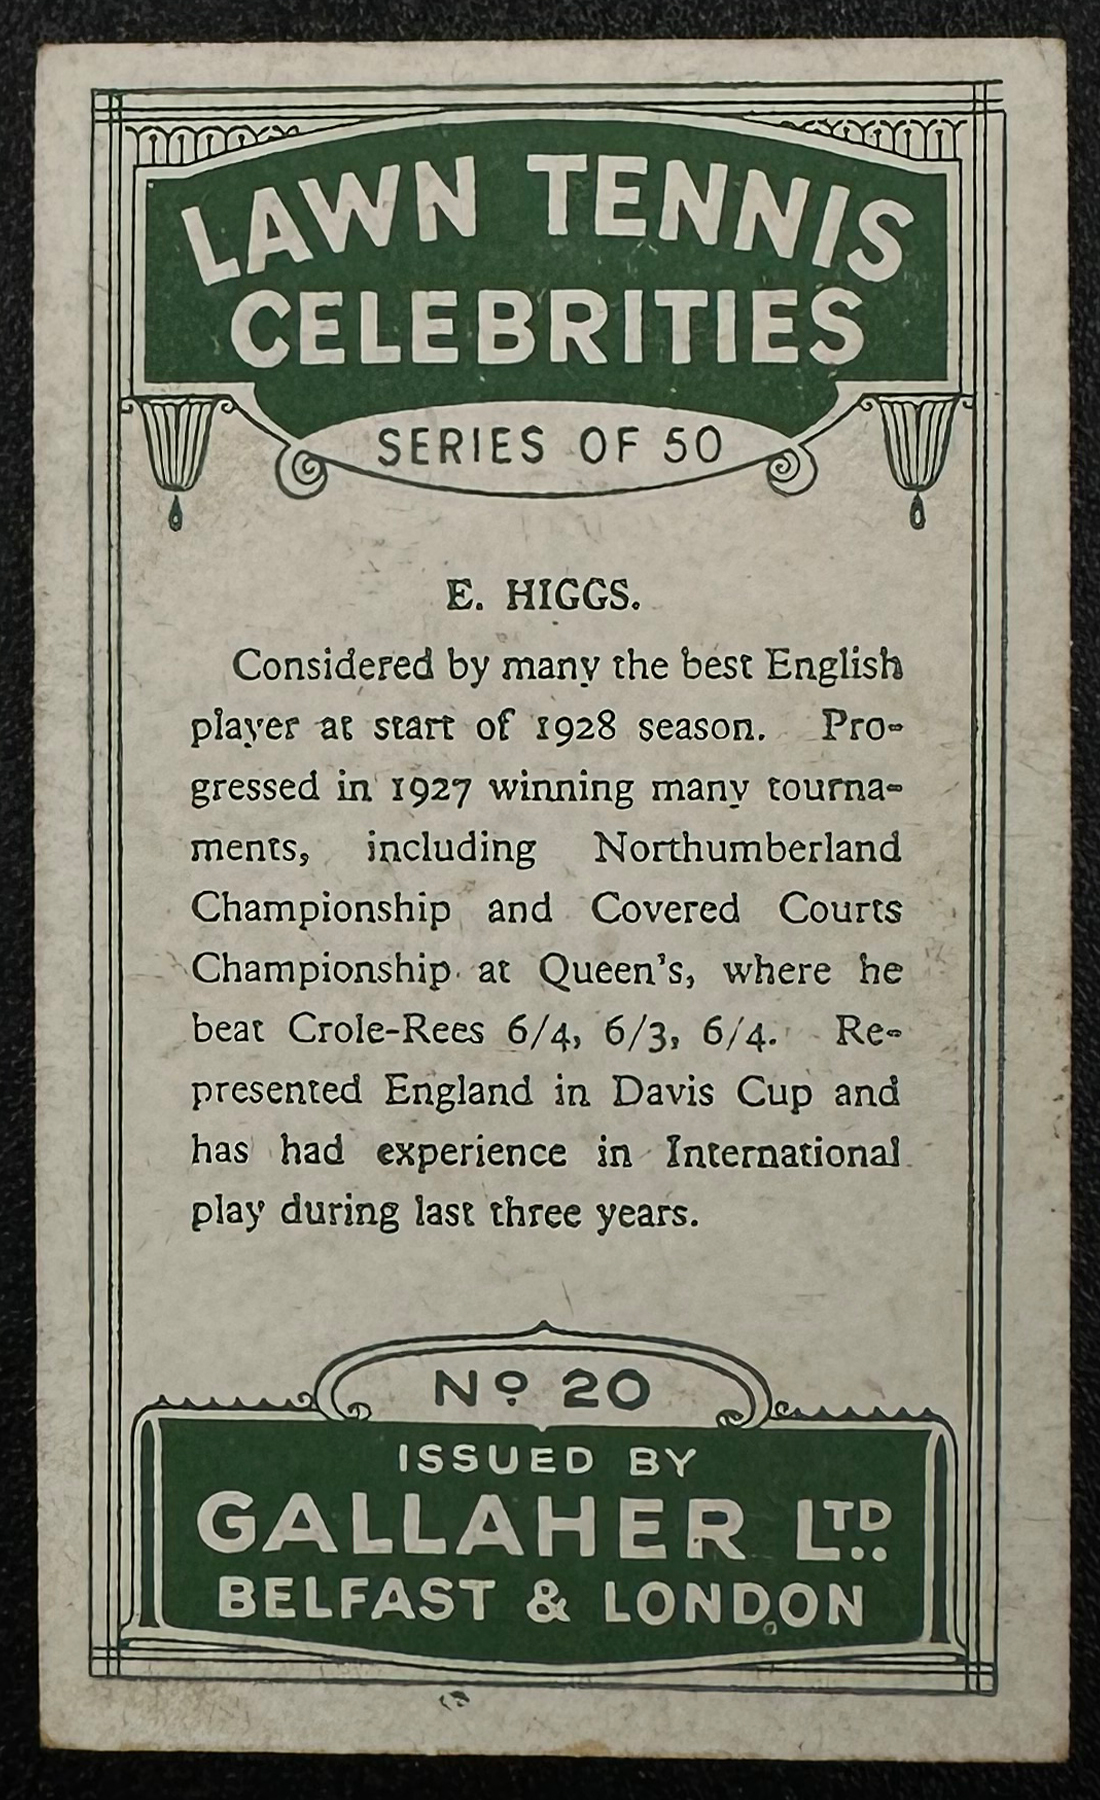 LAWN TENNIS
CELEBRITIES
SERIES OF 50
E. HIGGS.
Considered by many the best English
player at start of 1928 season. Pro-
gressed in 1927 winning many tourna-
ments, including Northumberland
Championship and Covered Courts
Championship at Queen's, where he
beat Crole-Rees 6/4, 6/3, 6/4. Re-
presented England in Davis Cup and
has had experience in International
play during last three years.
Nº 20
ISSUED BY
GALLAHER LTD
BELFAST & LONDON